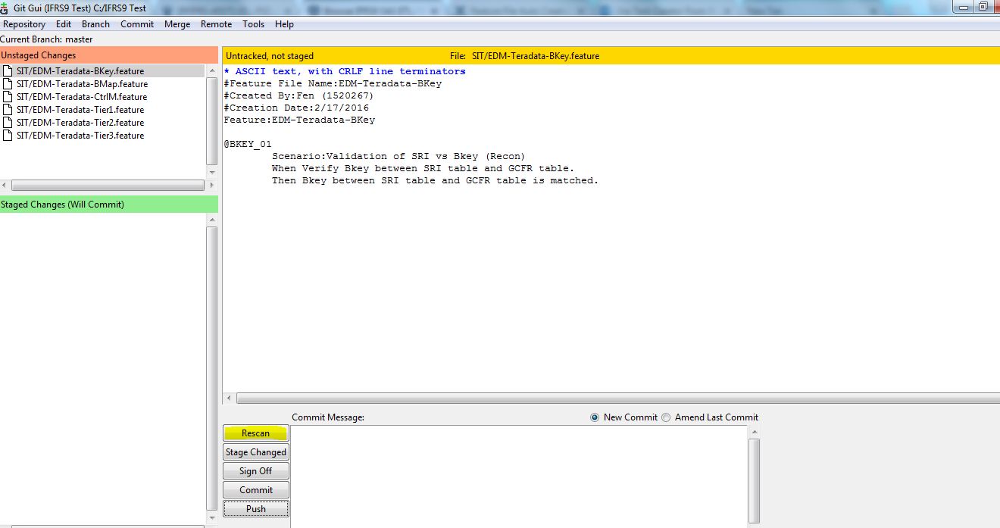 Git Gui (IFRS9 Test) C:/IFRS9 Test
Repository Edit Branch Commit Merge Remote Tools Help
Current Branch: master
Unstaged Changes
SIT/EDM-Teradata-BKey.feature
SIT/EDM-Teradata-BMap.feature
SIT/EDM-Teradata-CtrlM.feature
SIT/EDM-Teradata-Tier1.feature
SIT/EDM-Teradata-Tier2.feature
SIT/EDM-Teradata-Tier3.feature
Staged Changes (Will Commit)
Untracked, not staged File: SIT/EDM-Teradata-BKey.feature
* ASCII text, with CRLF line terminators
#Feature File Name:EDM-Teradata-BKey
#Created By:Fen (1520267)
#Creation Date:2/17/2016
Feature:EDM-Teradata-BKey
@BKEY_01
Scenario:Validation of SRI vs Bkey (Recon)
When Verify Bkey between SRI table and GCFR table.
Then Bkey between SRI table and GCFR table is matched.
Commit Message: New Commit Amend Last Commit
Rescan
Stage Changed
Sign Off
Commit
Push